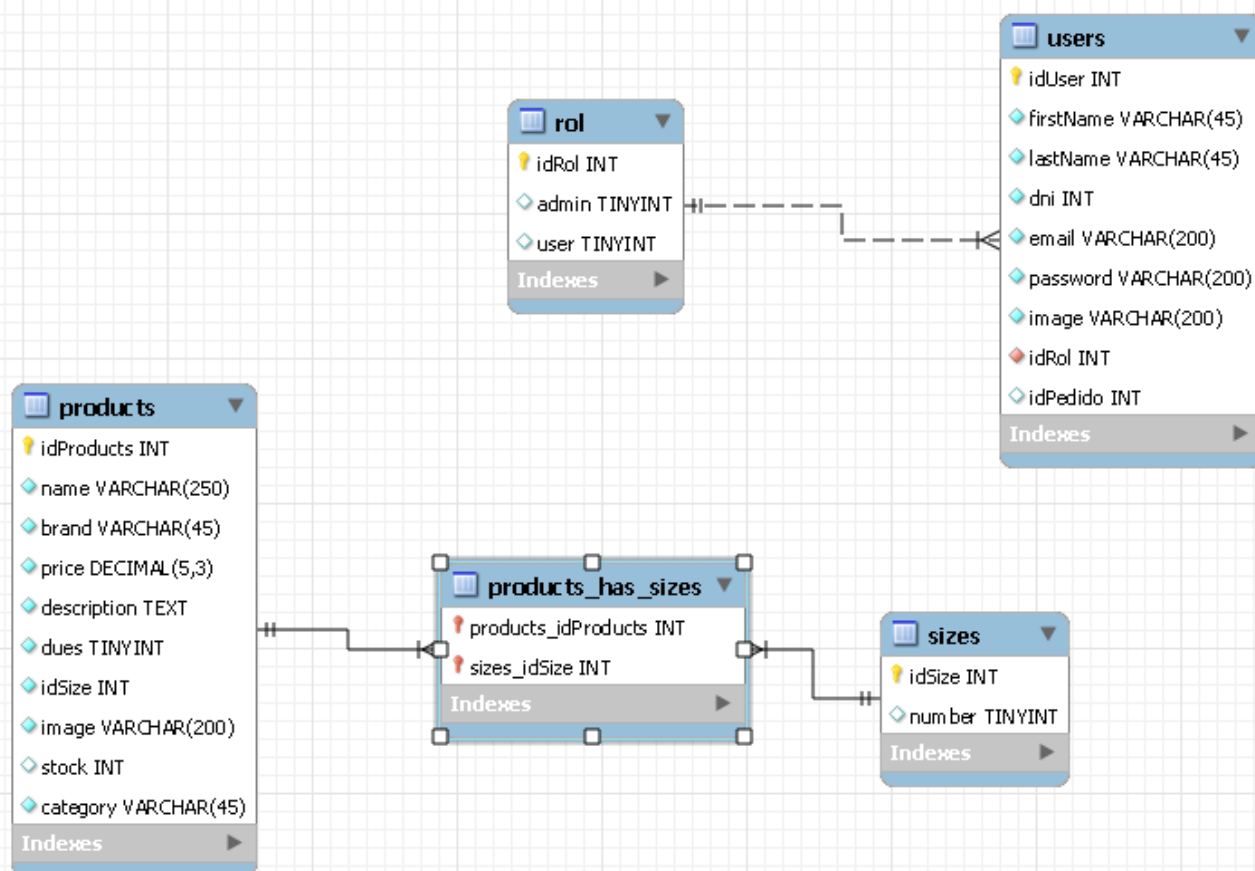 users
idUser INT
firstName VARCHAR(45)
lastName VARCHAR(45)
dni INT
email VARCHAR(200)
password VARCHAR(200)
image VARCHAR(200)
idRol INT
idPedido INT
Indexes
rol
idRol INT
admin TINYINT
user TINYINT
Indexes
products
idProducts INT
name VARCHAR(250)
brand VARCHAR(45)
price DECIMAL(5,3)
description TEXT
dues TINYINT
idSize INT
image VARCHAR(200)
stock INT
category VARCHAR(45)
Indexes
products_has_sizes
products_idProducts INT
sizes_idSize INT
Indexes
sizes
idSize INT
number TINYINT
Indexes